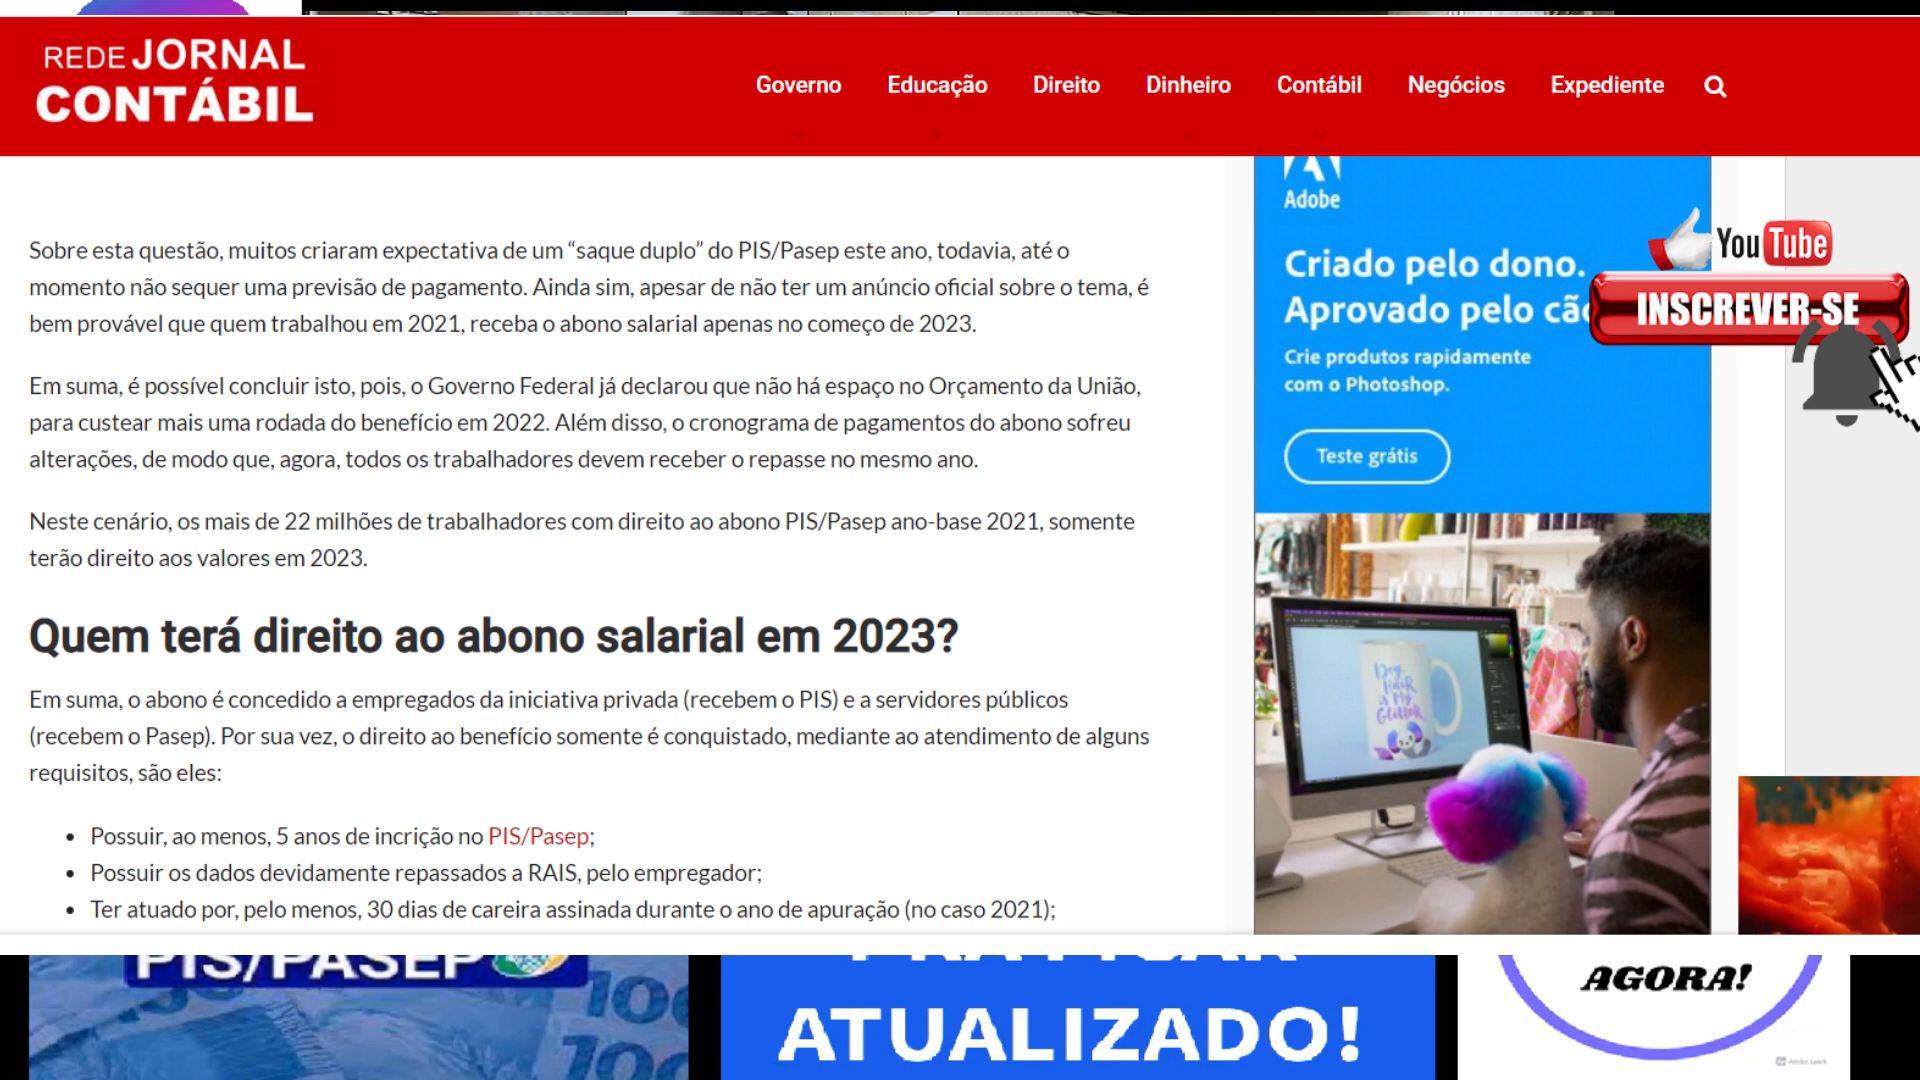 REDE JORNAL
CONTÁBIL
Governo Educação Direito Dinheiro Contábil Negócios Expediente
Sobre esta questão, muitos criaram expectativa de um “saque duplo” do PIS/Pasep este ano, todavia, até o
momento não sequer uma previsão de pagamento. Ainda sim, apesar de não ter um anúncio oficial sobre o tema, é
bem provável que quem trabalhou em 2021, receba o abono salarial apenas no começo de 2023.
Em suma, é possível concluir isto, pois, o Governo Federal já declarou que não há espaço no Orçamento da União,
para custear mais uma rodada do benefício em 2022. Além disso, o cronograma de pagamentos do abono sofreu
alterações, de modo que, agora, todos os trabalhadores devem receber o repasse no mesmo ano.
Neste cenário, os mais de 22 milhões de trabalhadores com direito ao abono PIS/Pasep ano-base 2021, somente
terão direito aos valores em 2023.
Quem terá direito ao abono salarial em 2023?
Em suma, o abono é concedido a empregados da iniciativa privada (recebem o PIS) e a servidores públicos
(recebem o Pasep). Por sua vez, o direito ao benefício somente é conquistado, mediante ao atendimento de alguns
requisitos, são eles:
• Possuir, ao menos, 5 anos de incrição no PIS/Pasep;
• Possuir os dados devidamente repassados a RAIS, pelo empregador;
• Ter atuado por, pelo menos, 30 dias de careira assinada durante o ano de apuração (no caso 2021);
Adobe
Criado pelo dono.
Aprovado pelo cão
Crie produtos rapidamente
com o Photoshop.
Teste grátis
Dog
Hair
is my
Glitter
YouTube
INSCREVER-SE
PIS/PASEP
100
100
PRATICAR
ATUALIZADO!
AGORA!